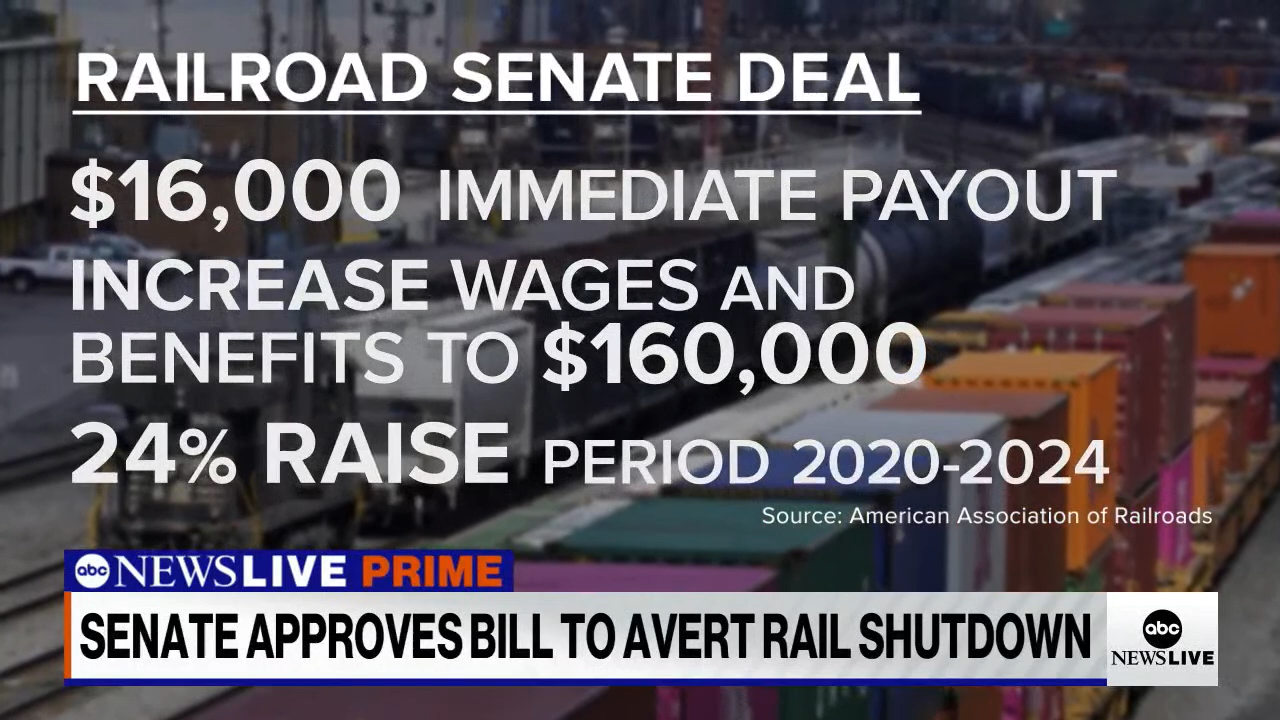 RAILROAD SENATE DEAL
$16,000 IMMEDIATE PAYOUT
INCREASE WAGES AND
BENEFITS TO $160,000
24% RAISE PERIOD 2020-2024
Source: American Association of Railroads
abc NEWS LIVE PRIME
SENATE APPROVES BILL TO AVERT RAIL SHUTDOWN
abc
NEWS LIVE